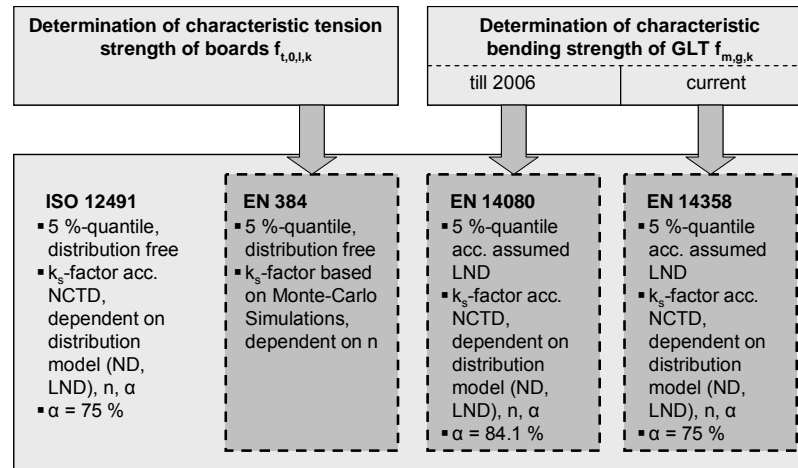 Determination of characteristic tension
strength of boards f_t,0,l,k
Determination of characteristic
bending strength of GLT f_m,g,k
till 2006
current
ISO 12491
▪ 5 %-quantile,
distribution free
▪ k_s-factor acc.
NCTD,
dependent on
distribution
model (ND,
LND), n, α
▪ α = 75 %
EN 384
▪ 5 %-quantile,
distribution free
▪ k_s-factor based
on Monte-Carlo
Simulations,
dependent on n
EN 14080
▪ 5 %-quantile
acc. assumed
LND
▪ k_s-factor acc.
NCTD,
dependent on
distribution
model (ND,
LND), n, α
▪ α = 84.1 %
EN 14358
▪ 5 %-quantile
acc. assumed
LND
▪ k_s-factor acc.
NCTD,
dependent on
distribution
model (ND,
LND), n, α
▪ α = 75 %